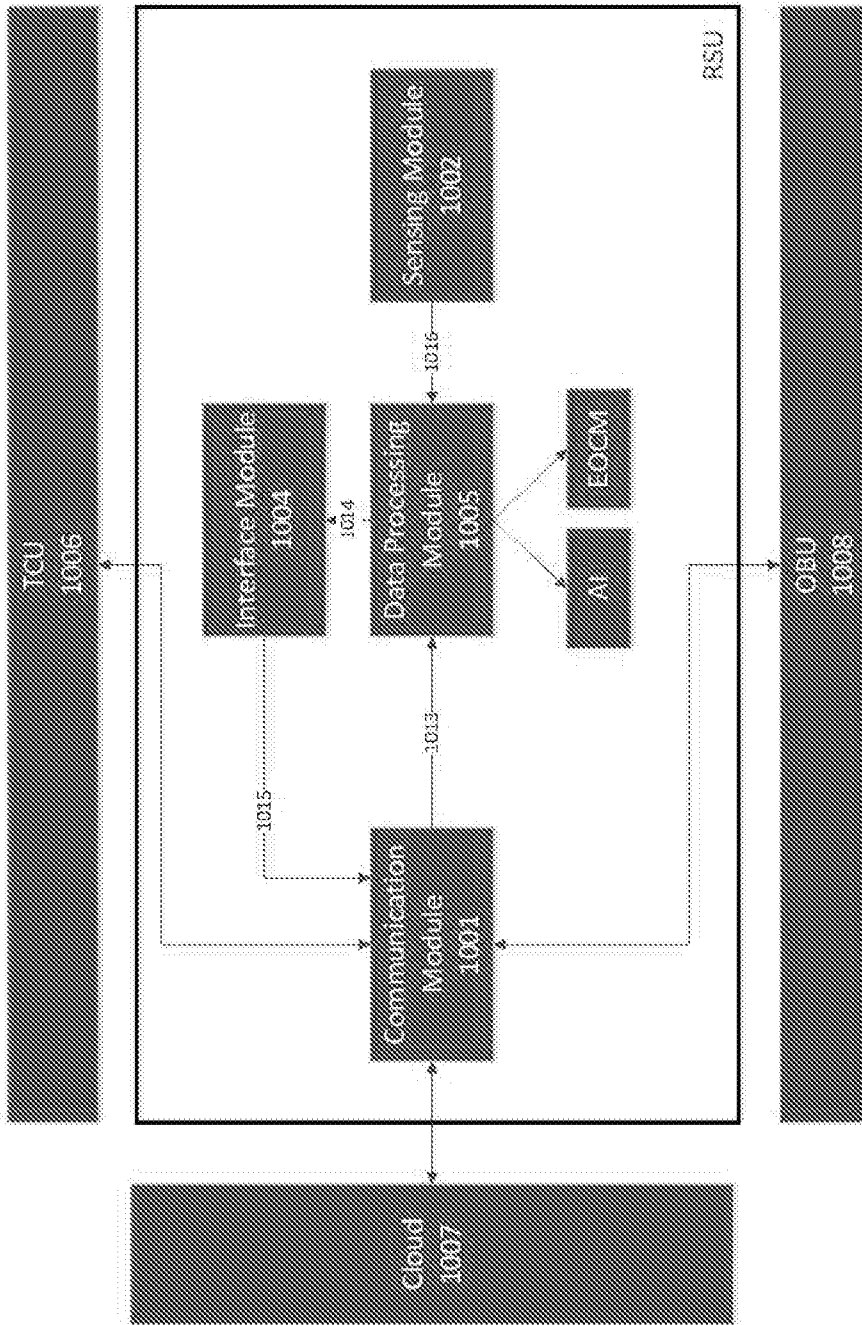 TCU
1006
RSU
Sensing Module
1002
1016
Interface Module
1004
1014
Data Processing
Module
1005
EOCM
AI
1015
1013
Communication
Module
1001
OBU
1008
Cloud
1007